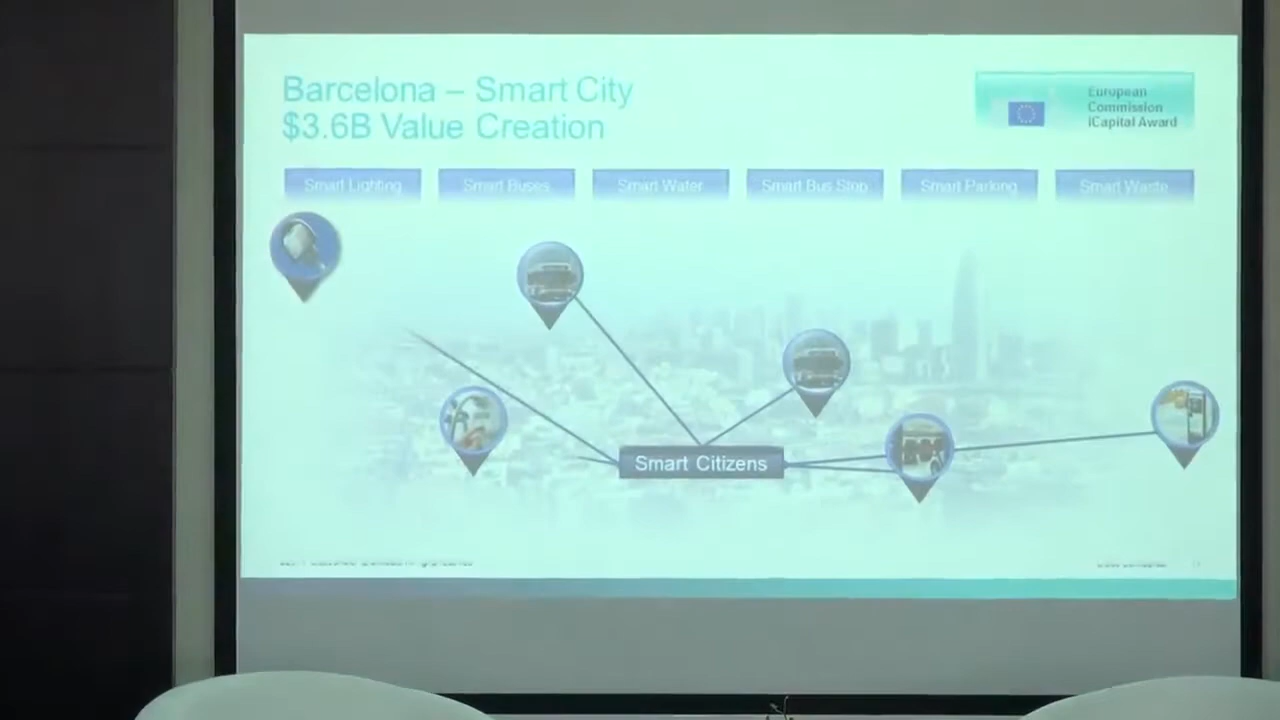 Barcelona – Smart City
$3.6B Value Creation
European
Commission
iCapital Award
Smart Lighting
Smart Buses
Smart Water
Smart Bus Stop
Smart Parking
Smart Waste
Smart Citizens